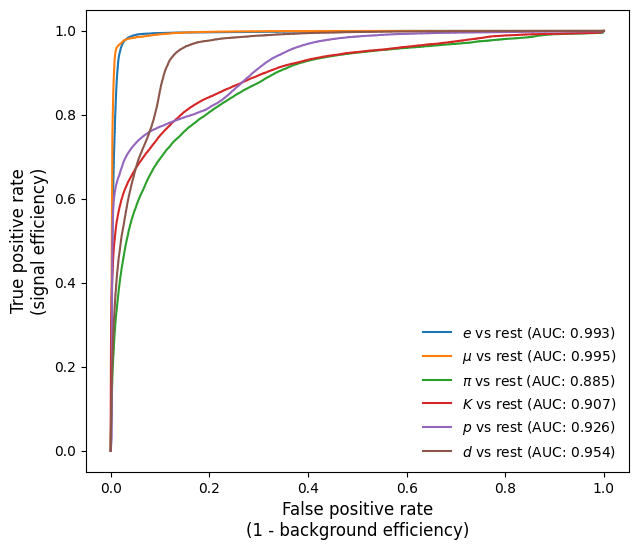 1.0
0.8
0.6
0.4
0.2
0.0
True positive rate
(signal efficiency)
e vs rest (AUC: 0.993)
μ vs rest (AUC: 0.995)
π vs rest (AUC: 0.885)
K vs rest (AUC: 0.907)
p vs rest (AUC: 0.926)
d vs rest (AUC: 0.954)
0.0 0.2 0.4 0.6 0.8 1.0
False positive rate
(1 - background efficiency)